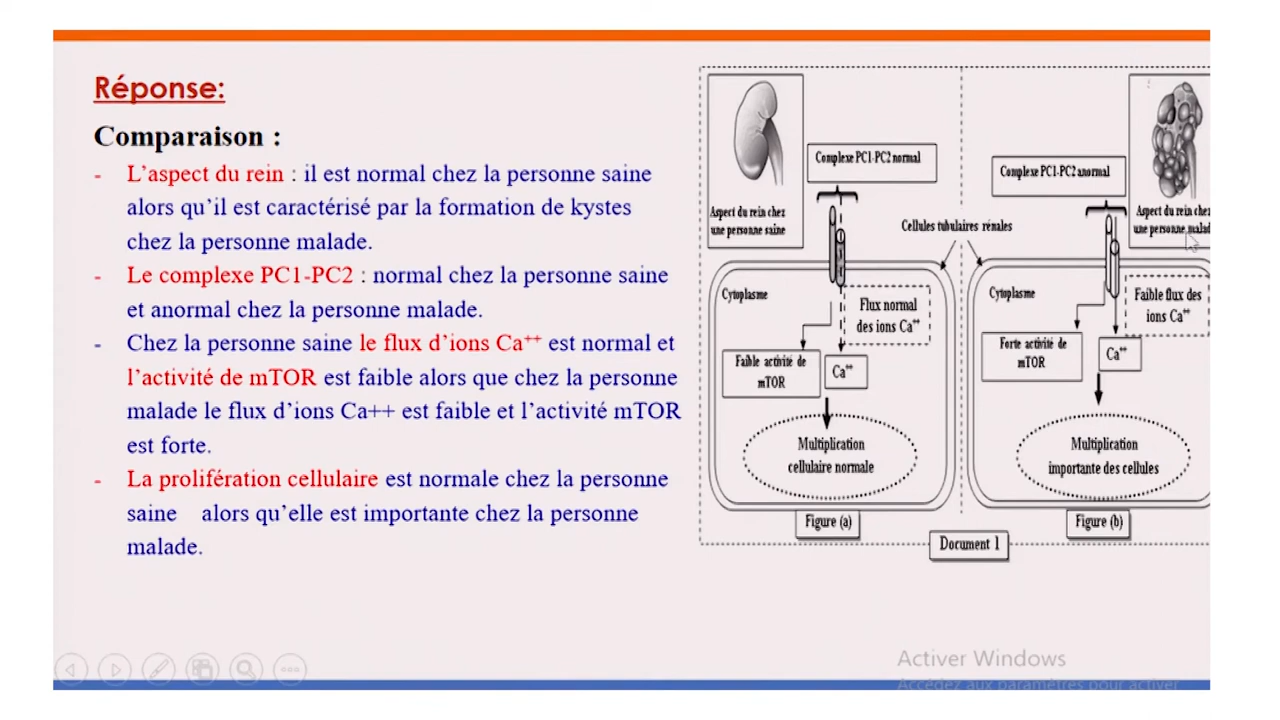 Réponse:
Comparaison :
- L'aspect du rein : il est normal chez la personne saine
alors qu'il est caractérisé par la formation de kystes
chez la personne malade.
- Le complexe PC1-PC2 : normal chez la personne saine
et anormal chez la personne malade.
- Chez la personne saine le flux d'ions Ca⁺⁺ est normal et
l'activité de mTOR est faible alors que chez la personne
malade le flux d'ions Ca++ est faible et l'activité mTOR
est forte.
- La prolifération cellulaire est normale chez la personne
saine alors qu'elle est importante chez la personne
malade.
Complexe PC1-PC2 normal
Aspect du rein chez
une personne saine
Cellules tubulaires rénales
Complexe PC1-PC2 anormal
Aspect du rein chez
une personne malad
Cytoplasme
Flux normal
des ions Ca⁺⁺
Faible activité de
mTOR
Ca⁺⁺
Multiplication
cellulaire normale
Figure (a)
Cytoplasme
Faible flux des
ions Ca⁺⁺
Forte activité de
mTOR
Ca⁺⁺
Multiplication
importante des cellules
Figure (b)
Document 1
Activer Windows
Accédez aux paramètres pour activer